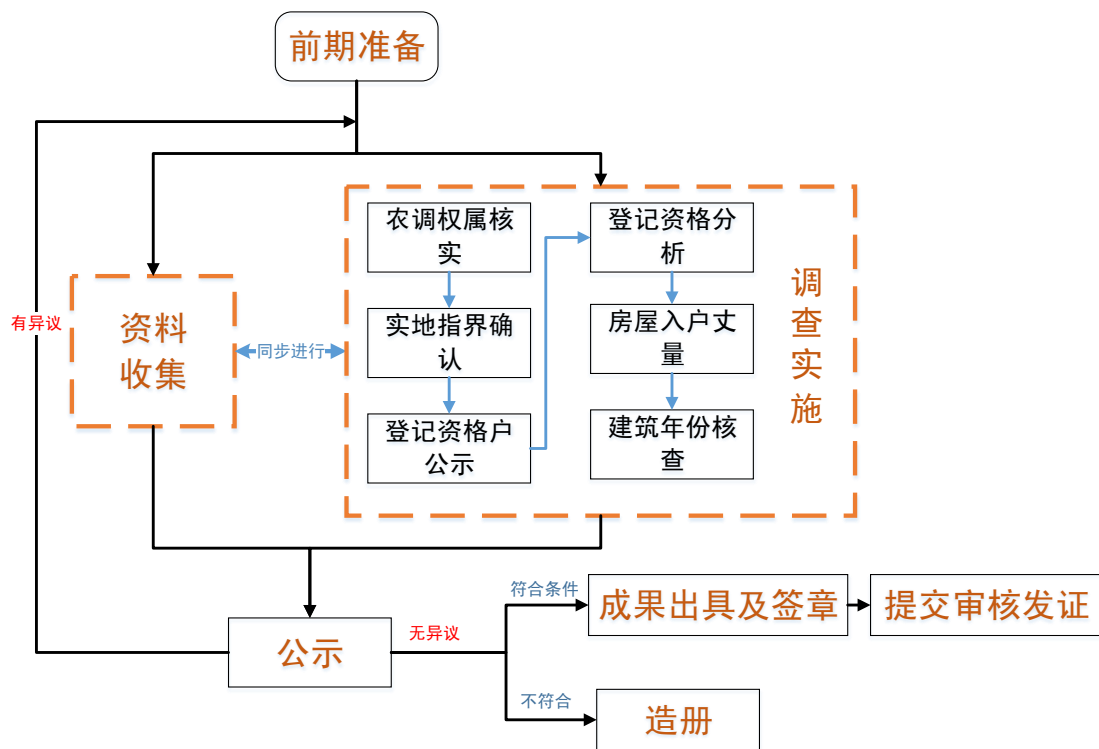 前期准备
农调权属核
实
登记资格分
析
调
查
实
施
资料
收集
有异议
同步进行
实地指界确
认
房屋入户丈
量
登记资格户
公示
建筑年份核
查
符合条件
成果出具及签章
提交审核发证
公示
无异议
不符合
造册